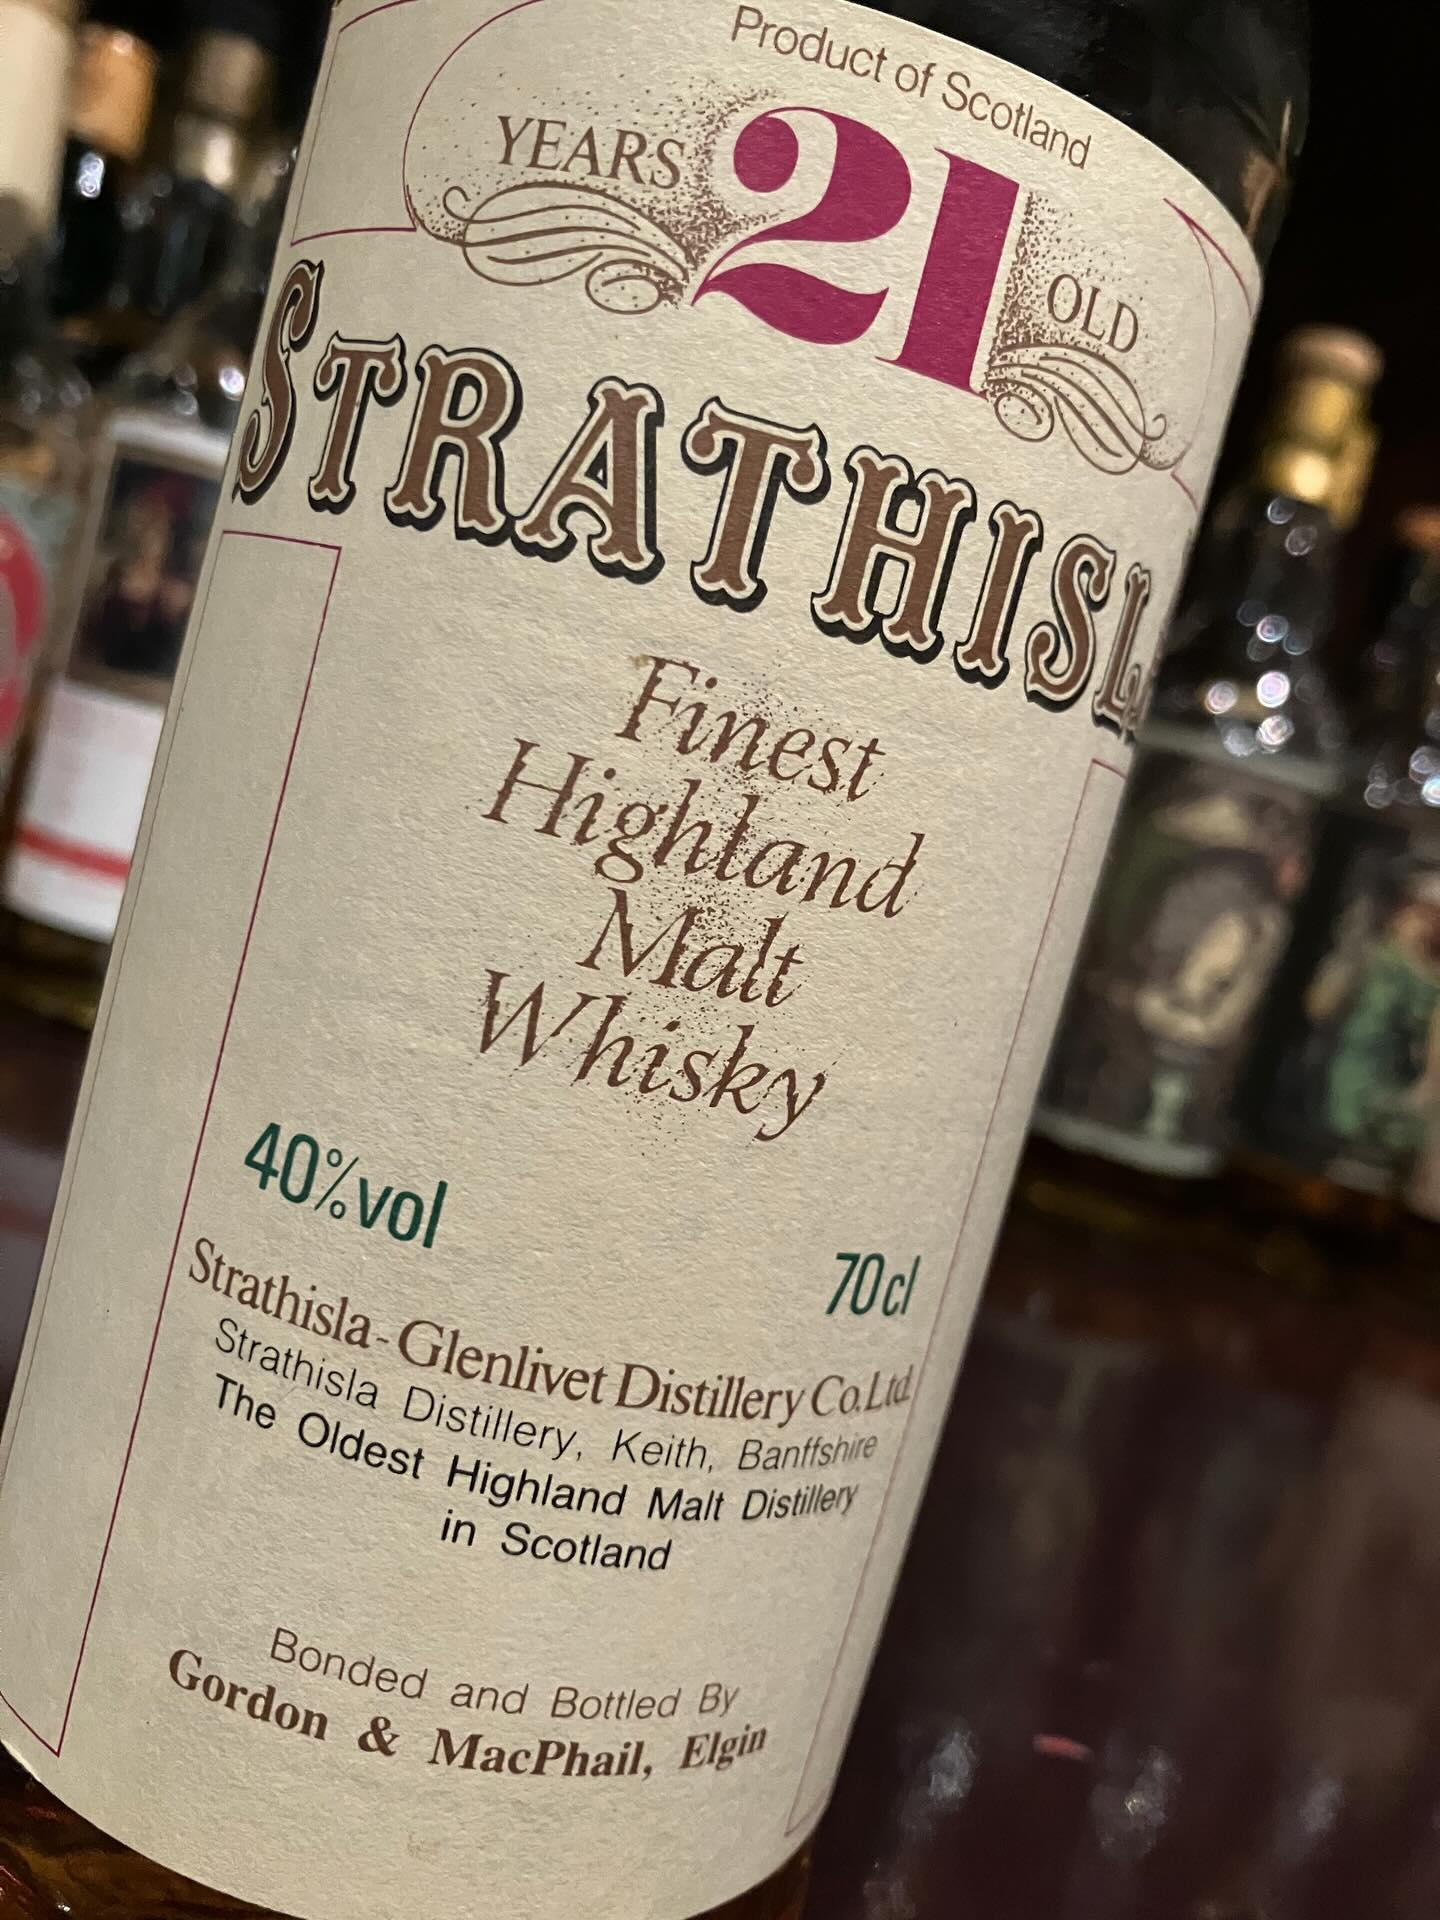 Product of Scotland
YEARS 21 OLD
STRATHISL
Finest
Highland
Malt
Whisky
40%vol
70cl
Strathisla-Glenlivet Distillery Co.Ltd.
Strathisla Distillery, Keith, Banffshire
The Oldest Highland Malt Distillery
in Scotland
Bonded and Bottled By
Gordon & MacPhail, Elgin